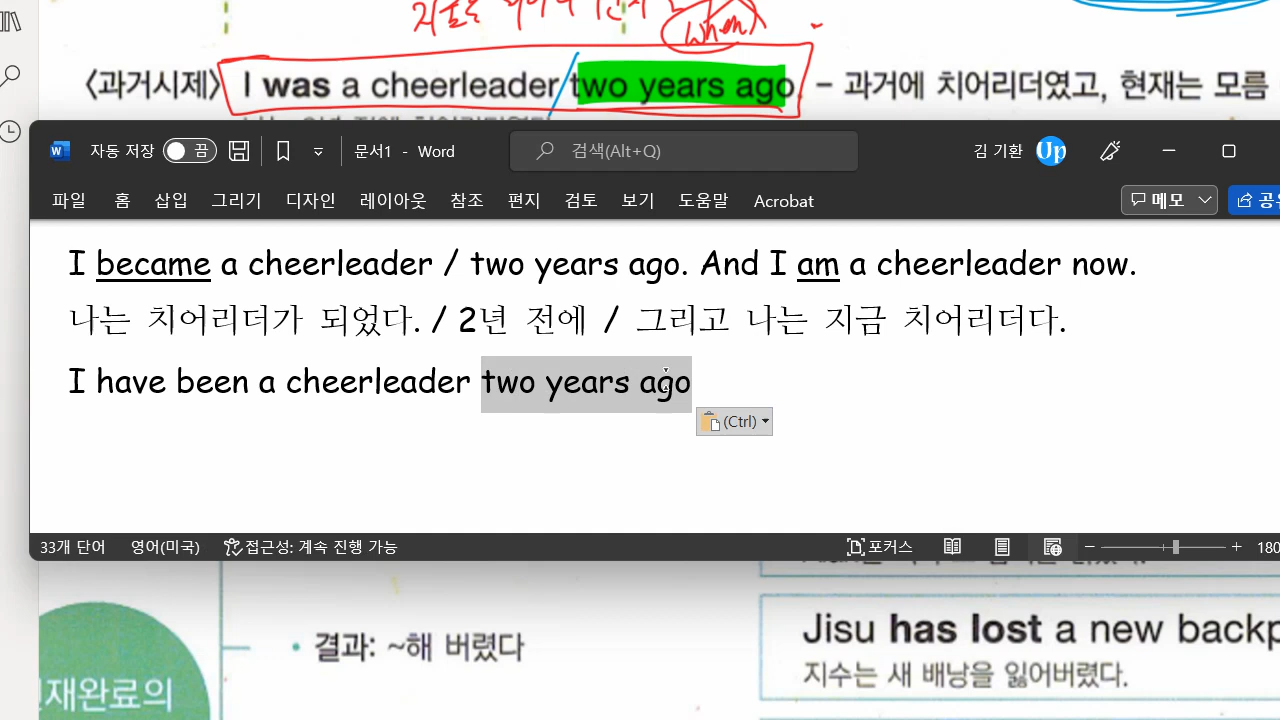 (when)
<과거시제> I was a cheerleader / two years ago. - 과거에 치어리더였고, 현재는 모름
자동 저장 끔 문서1 - Word 검색(Alt+Q) 김 기환 Up
파일 홈 삽입 그리기 디자인 레이아웃 참조 편지 검토 보기 도움말 Acrobat 메모
I became a cheerleader / two years ago. And I am a cheerleader now.
나는 치어리더가 되었다. / 2년 전에 / 그리고 나는 지금 치어리더다.
I have been a cheerleader two years ago
(Ctrl)
33개 단어 영어(미국) 접근성: 계속 진행 가능 포커스 180
Jisu has lost a new backp
• 결과: ~해 버렸다
지수는 새 배낭을 잃어버렸다.
재완료의